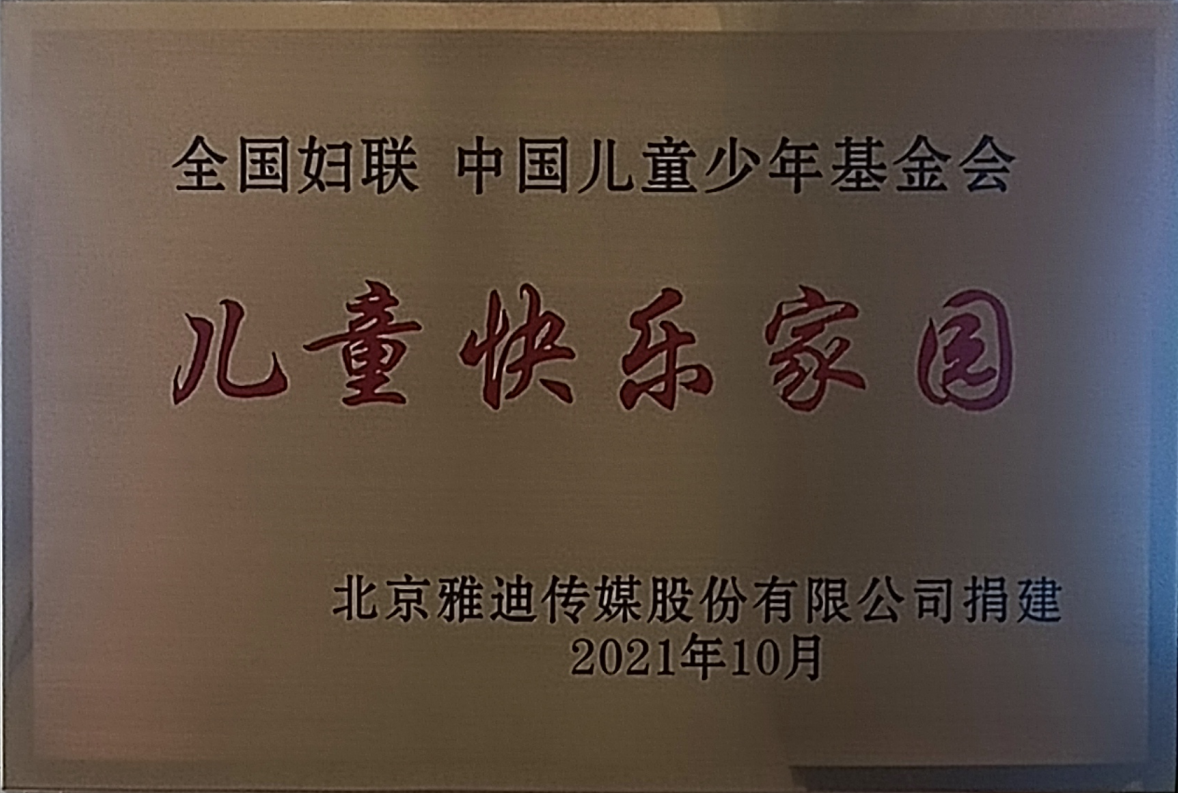 全国妇联 中国儿童少年基金会
儿童快乐家园
北京雅迪传媒股份有限公司捐建
2021年10月